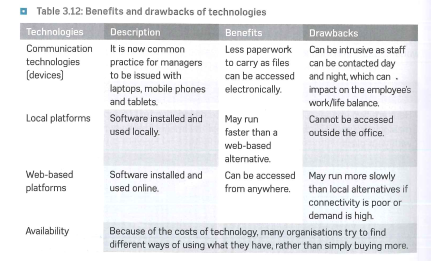 Table 3.12: Benefits and drawbacks of technologies
Technologies Description Benefits Drawbacks
Communication technologies (devices) It is now common practice for managers to be issued with laptops, mobile phones and tablets. Less paperwork to carry as files can be accessed electronically. Can be intrusive as staff can be contacted day and night, which can impact on the employee's work/life balance.
Local platforms Software installed and used locally. May run faster than a web-based alternative. Cannot be accessed outside the office.
Web-based platforms Software installed and used online. Can be accessed from anywhere. May run more slowly than local alternatives if connectivity is poor or demand is high.
Availability Because of the costs of technology, many organisations try to find different ways of using what they have, rather than simply buying more.